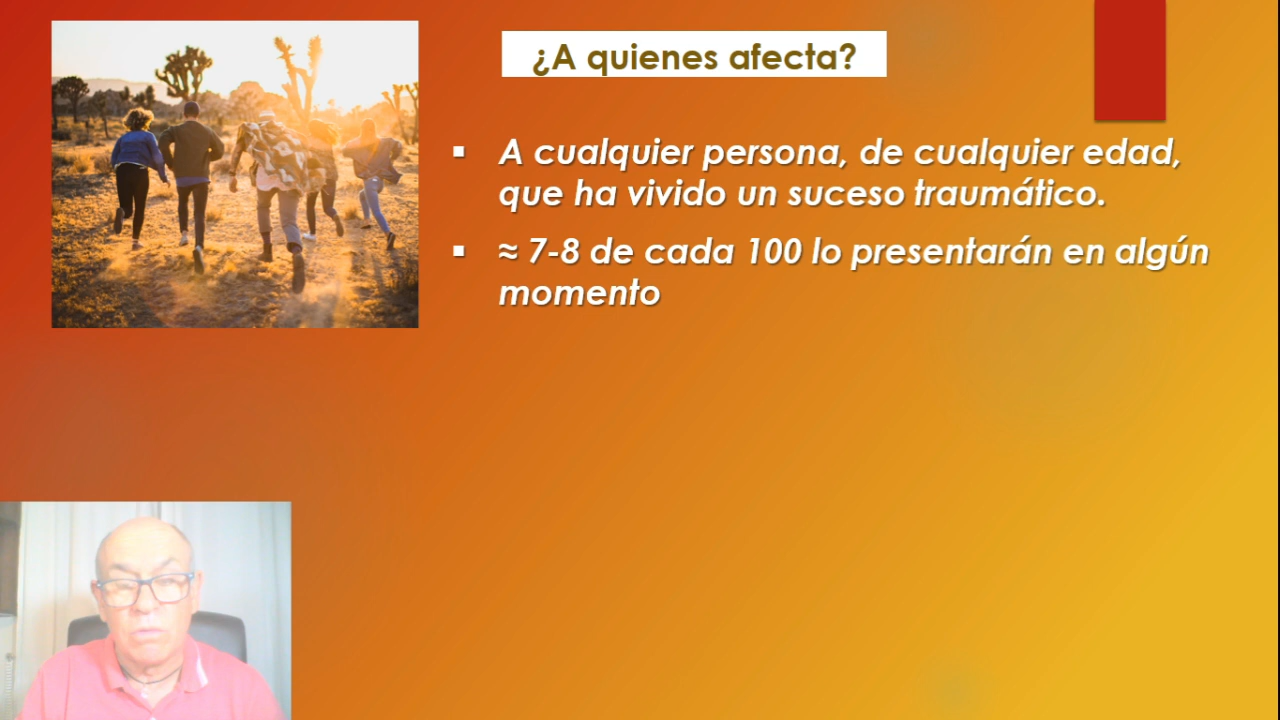 ¿A quienes afecta?
▪ A cualquier persona, de cualquier edad,
que ha vivido un suceso traumático.
▪ ≈ 7-8 de cada 100 lo presentarán en algún
momento